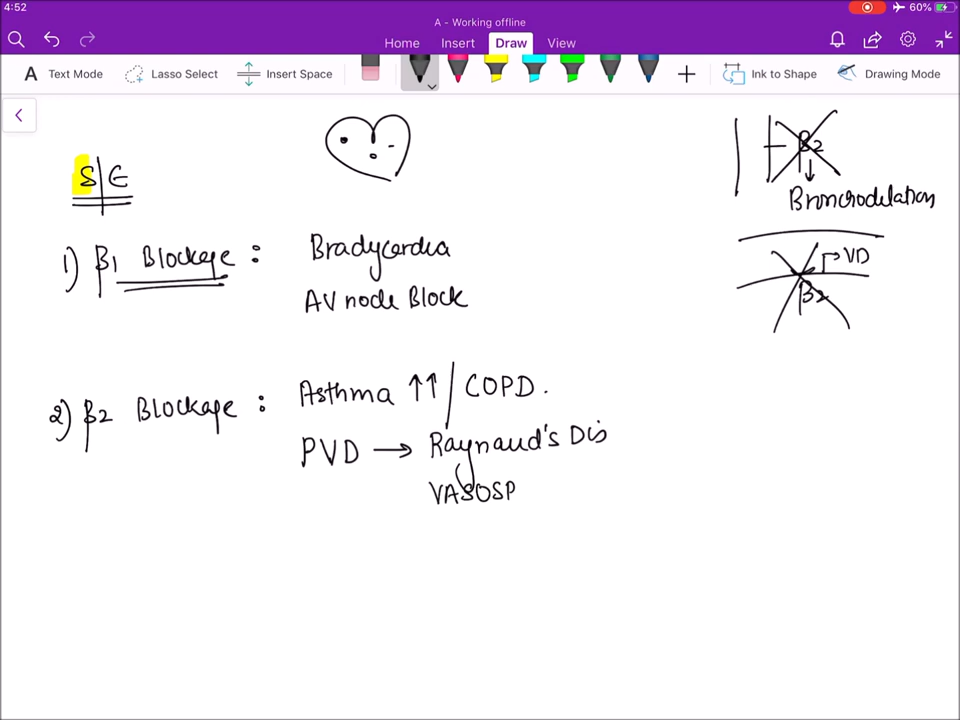 4:52
60%
A - Working offline
Home Insert Draw View
A Text Mode Lasso Select Insert Space Ink to Shape Drawing Mode
S/E
β2
Broncrodilation
1) β1 Blockage : Bradycardia
AV node Block
VD
β2
2) β2 Blockage : Asthma ↑↑ / COPD.
PVD → Raynaud's Dis
VASOSP